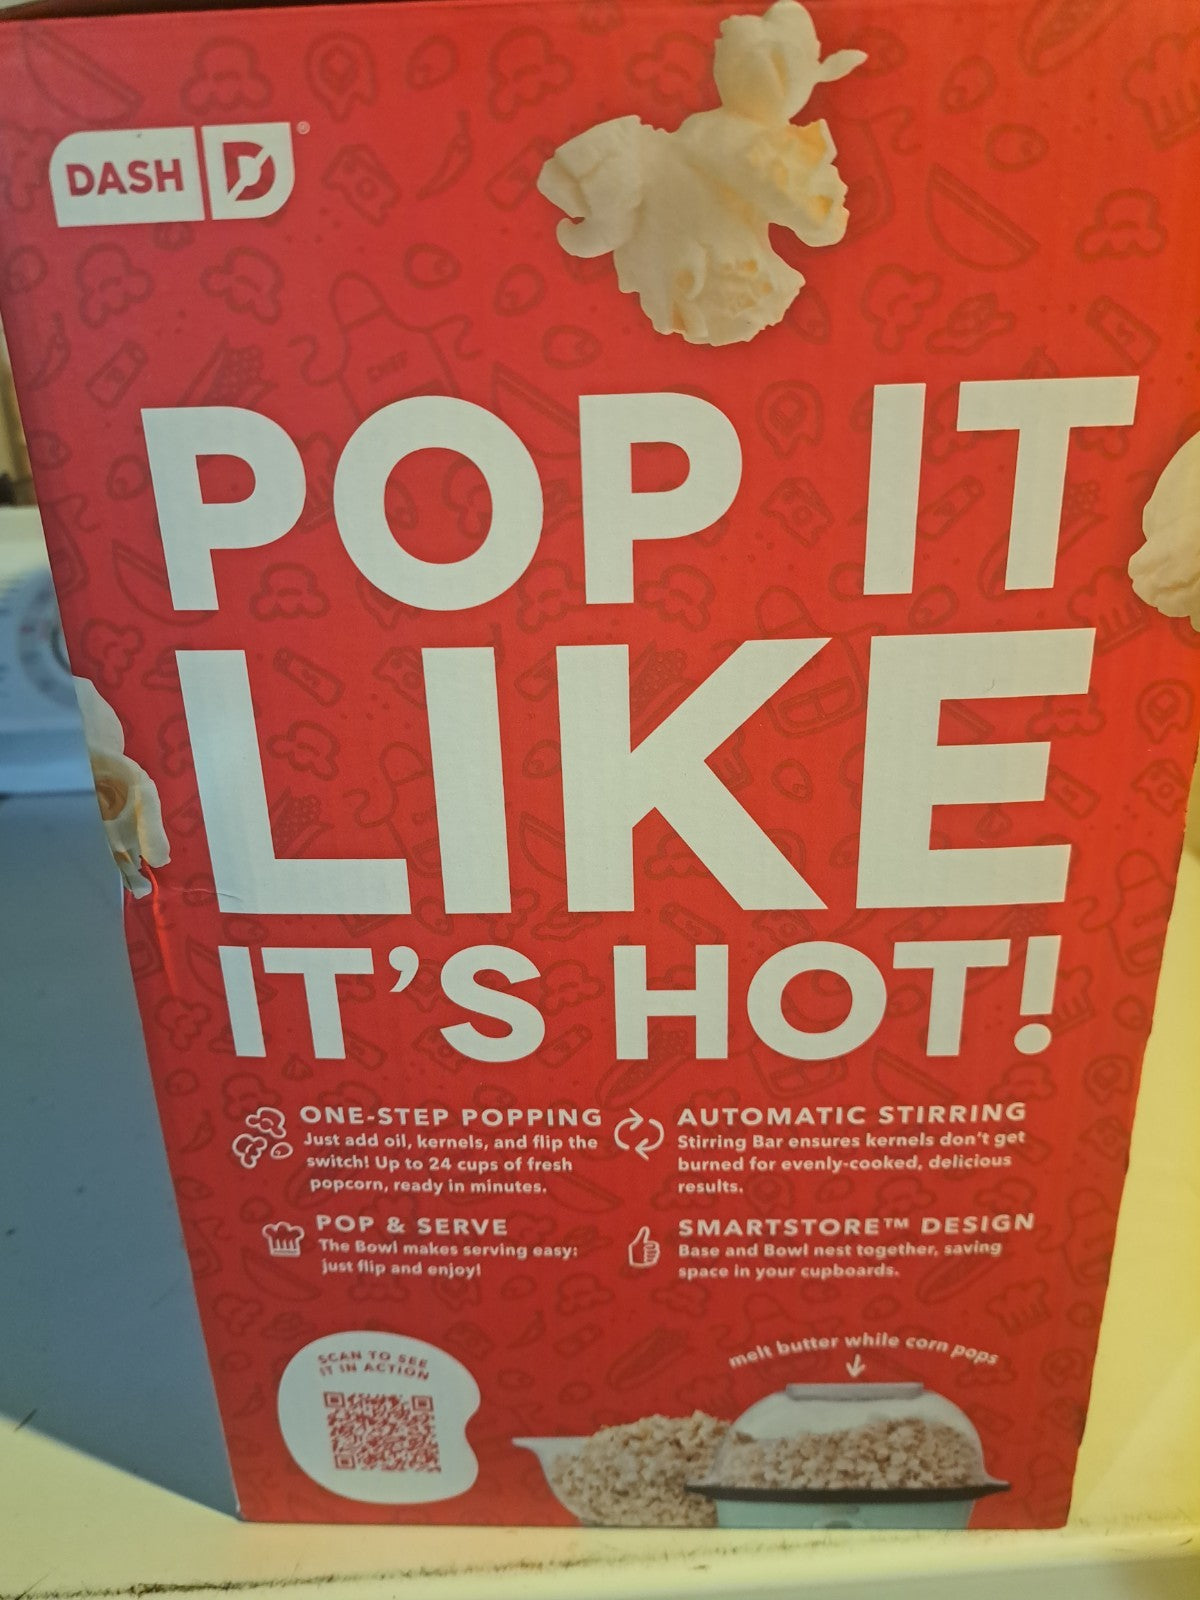 DASH
POP IT
LIKE
IT'S HOT!
ONE-STEP POPPING
Just add oil, kernels, and flip the
switch! Up to 24 cups of fresh
popcorn, ready in minutes.
AUTOMATIC STIRRING
Stirring Bar ensures kernels don't get
burned for evenly-cooked, delicious
results.
POP & SERVE
The Bowl makes serving easy:
just flip and enjoy!
SMARTSTORE™ DESIGN
Base and Bowl nest together, saving
space in your cupboards.
SCAN TO SEE
IT IN ACTION
melt butter while corn pops